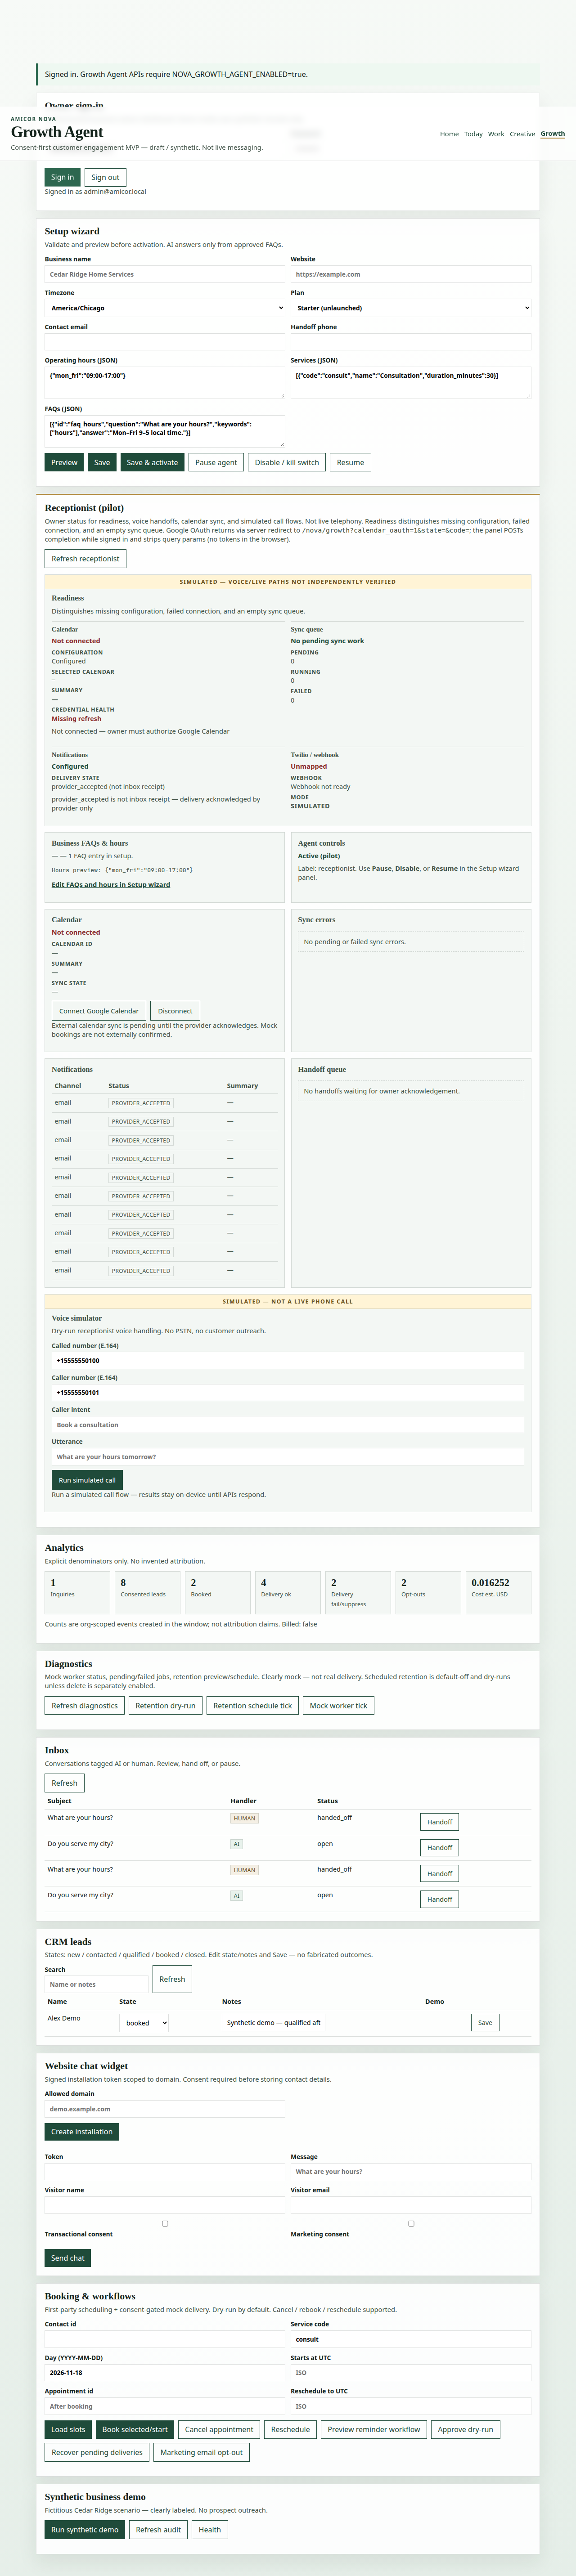 Signed in. Growth Agent APIs require NOVA_GROWTH_AGENT_ENABLED=true.
Owner sign-in
AMICOR NOVA
Growth Agent
Consent-first customer engagement MVP — draft / synthetic. Not live messaging.
Home Today Work Creative Growth
Sign in Sign out
Signed in as admin@amicor.local
Setup wizard
Validate and preview before activation. AI answers only from approved FAQs.
Business name Website
Cedar Ridge Home Services https://example.com
Timezone Plan
America/Chicago Starter (unlaunched)
Contact email Handoff phone
Operating hours (JSON) Services (JSON)
{"mon_fri":"09:00-17:00"} [{"code":"consult","name":"Consultation","duration_minutes":30}]
FAQs (JSON)
[{"id":"faq_hours","question":"What are your hours?","keywords":
["hours"],"answer":"Mon–Fri 9–5 local time."}]
Preview Save Save & activate Pause agent Disable / kill switch Resume
Receptionist (pilot)
Owner status for readiness, voice handoffs, calendar sync, and simulated call flows. Not live telephony. Readiness distinguishes missing configuration, failed
connection, and an empty sync queue. Google OAuth returns via server redirect to /nova/growth?calendar_oauth=1&state=&code=; the panel POSTs
completion while signed in and strips query params (no tokens in the browser).
Refresh receptionist
SIMULATED — VOICE/LIVE PATHS NOT INDEPENDENTLY VERIFIED
Readiness
Distinguishes missing configuration, failed connection, and an empty sync queue.
Calendar
Not connected
CONFIGURATION
Configured
SELECTED CALENDAR
SUMMARY
—
CREDENTIAL HEALTH
Missing refresh
Not connected — owner must authorize Google Calendar
Sync queue
No pending sync work
PENDING
0
RUNNING
0
FAILED
0
Notifications
Configured
DELIVERY STATE
provider_accepted (not inbox receipt)
provider_accepted is not inbox receipt — delivery acknowledged by
provider only
Twilio / webhook
Unmapped
WEBHOOK
Webhook not ready
MODE
SIMULATED
Business FAQs & hours
— — 1 FAQ entry in setup.
Hours preview: {"mon_fri":"09:00-17:00"}
Edit FAQs and hours in Setup wizard
Agent controls
Active (pilot)
Label: receptionist. Use Pause, Disable, or Resume in the Setup wizard
panel.
Calendar
Not connected
CALENDAR ID
—
SUMMARY
—
SYNC STATE
—
Connect Google Calendar Disconnect
External calendar sync is pending until the provider acknowledges. Mock
bookings are not externally confirmed.
Sync errors
No pending or failed sync errors.
Notifications
Channel Status Summary
email PROVIDER_ACCEPTED —
email PROVIDER_ACCEPTED —
email PROVIDER_ACCEPTED —
email PROVIDER_ACCEPTED —
email PROVIDER_ACCEPTED —
email PROVIDER_ACCEPTED —
email PROVIDER_ACCEPTED —
email PROVIDER_ACCEPTED —
email PROVIDER_ACCEPTED —
email PROVIDER_ACCEPTED —
Handoff queue
No handoffs waiting for owner acknowledgement.
SIMULATED — NOT A LIVE PHONE CALL
Voice simulator
Dry-run receptionist voice handling. No PSTN, no customer outreach.
Called number (E.164)
+15555550100
Caller number (E.164)
+15555550101
Caller intent
Book a consultation
Utterance
What are your hours tomorrow?
Run simulated call
Run a simulated call flow — results stay on-device until APIs respond.
Analytics
Explicit denominators only. No invented attribution.
1 8 2 4 2 2 0.016252
Inquiries Consented leads Booked Delivery ok Delivery fail/suppress Opt-outs Cost est. USD
Counts are org-scoped events created in the window; not attribution claims. Billed: false
Diagnostics
Mock worker status, pending/failed jobs, retention preview/schedule. Clearly mock — not real delivery. Scheduled retention is default-off and dry-runs
unless delete is separately enabled.
Refresh diagnostics Retention dry-run Retention schedule tick Mock worker tick
Inbox
Conversations tagged AI or human. Review, hand off, or pause.
Refresh
Subject Handler Status
What are your hours? HUMAN handed_off Handoff
Do you serve my city? AI open Handoff
What are your hours? HUMAN handed_off Handoff
Do you serve my city? AI open Handoff
CRM leads
States: new / contacted / qualified / booked / closed. Edit state/notes and Save — no fabricated outcomes.
Search
Name or notes Refresh
Name State Notes Demo
Alex Demo booked Synthetic demo — qualified aft Save
Website chat widget
Signed installation token scoped to domain. Consent required before storing contact details.
Allowed domain
demo.example.com
Create installation
Token Message
What are your hours?
Visitor name Visitor email
Transactional consent Marketing consent
Send chat
Booking & workflows
First-party scheduling + consent-gated mock delivery. Dry-run by default. Cancel / rebook / reschedule supported.
Contact id Service code
consult
Day (YYYY-MM-DD) Starts at UTC
2026-11-18 ISO
Appointment id Reschedule to UTC
After booking ISO
Load slots Book selected/start Cancel appointment Reschedule Preview reminder workflow Approve dry-run
Recover pending deliveries Marketing email opt-out
Synthetic business demo
Fictitious Cedar Ridge scenario — clearly labeled. No prospect outreach.
Run synthetic demo Refresh audit Health